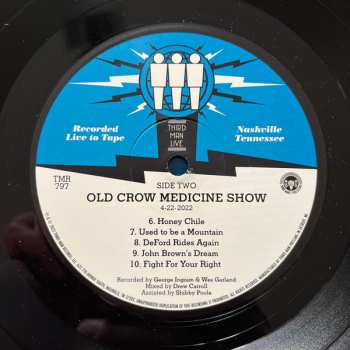 Recorded
Live to Tape
Nashville
Tennessee
THIRD
MAN
LIVE
TMR
797
SIDE TWO
OLD CROW MEDICINE SHOW
4-22-2022
6. Honey Chile
7. Used to be a Mountain
8. DeFord Rides Again
9. John Brown's Dream
10. Fight For Your Right
Recorded by George Ingram & Wes Garland
Mixed by Drew Carroll
Assisted by Shibby Poole